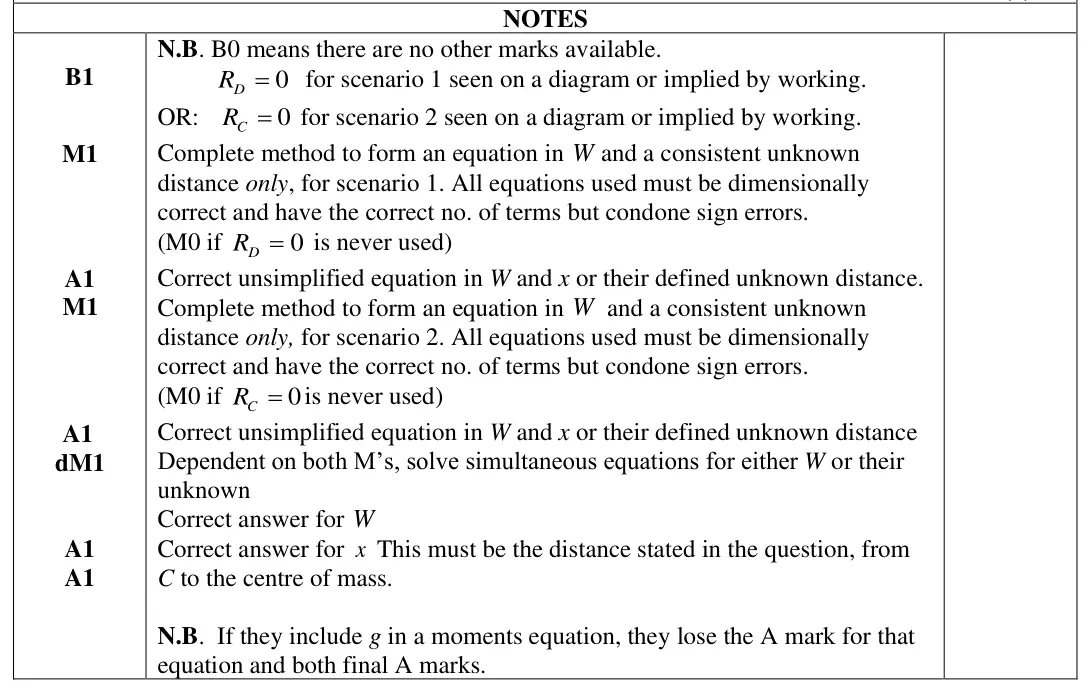 NOTES
N.B. B0 means there are no other marks available.
B1 R_D = 0 for scenario 1 seen on a diagram or implied by working.
OR: R_C = 0 for scenario 2 seen on a diagram or implied by working.
M1 Complete method to form an equation in W and a consistent unknown
distance only, for scenario 1. All equations used must be dimensionally
correct and have the correct no. of terms but condone sign errors.
(M0 if R_D = 0 is never used)
A1 Correct unsimplified equation in W and x or their defined unknown distance.
M1 Complete method to form an equation in W and a consistent unknown
distance only, for scenario 2. All equations used must be dimensionally
correct and have the correct no. of terms but condone sign errors.
(M0 if R_C = 0 is never used)
A1 Correct unsimplified equation in W and x or their defined unknown distance
dM1 Dependent on both M's, solve simultaneous equations for either W or their
unknown
Correct answer for W
A1 Correct answer for x This must be the distance stated in the question, from
A1 C to the centre of mass.
N.B. If they include g in a moments equation, they lose the A mark for that
equation and both final A marks.